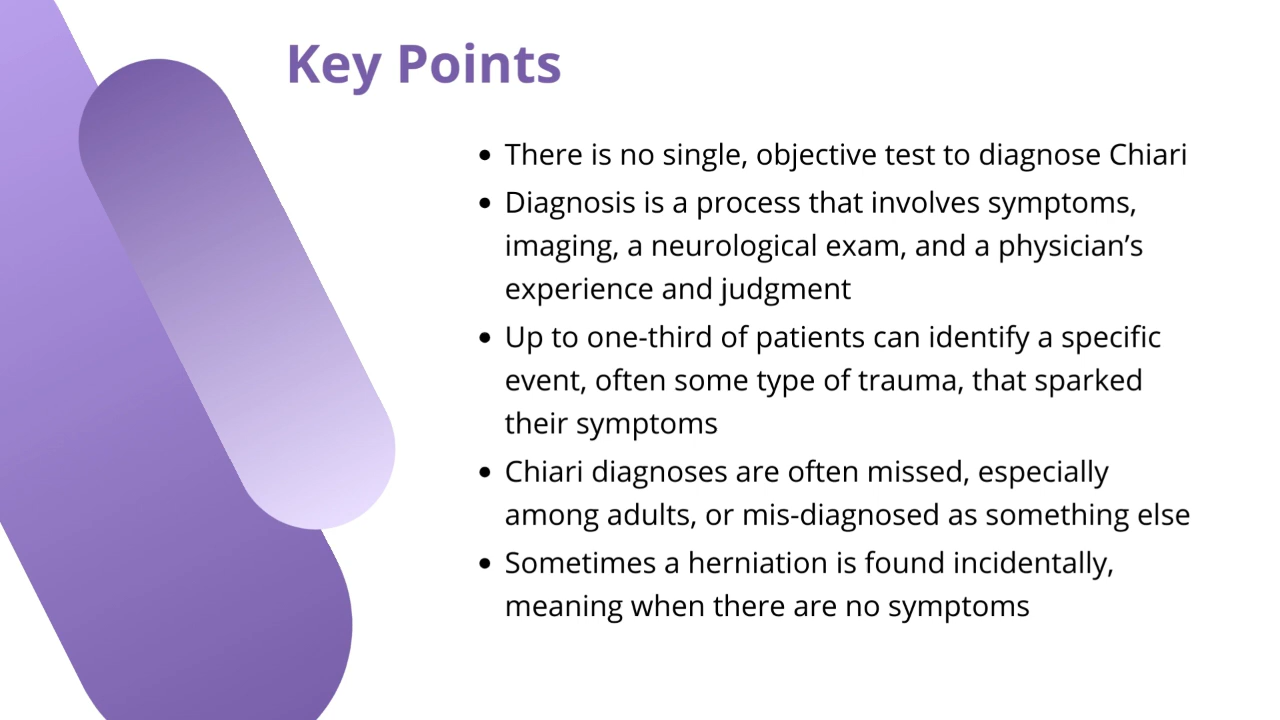 Key Points
• There is no single, objective test to diagnose Chiari
• Diagnosis is a process that involves symptoms,
imaging, a neurological exam, and a physician’s
experience and judgment
• Up to one-third of patients can identify a specific
event, often some type of trauma, that sparked
their symptoms
• Chiari diagnoses are often missed, especially
among adults, or mis-diagnosed as something else
• Sometimes a herniation is found incidentally,
meaning when there are no symptoms